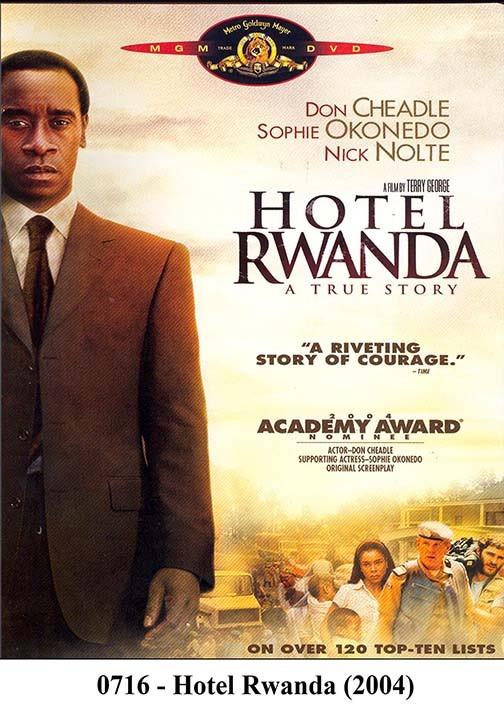 Metro Goldwyn Mayer
MGM TRADE MARK DVD
DON CHEADLE
SOPHIE OKONEDO
NICK NOLTE
A FILM BY TERRY GEORGE
HOTEL
RWANDA
A TRUE STORY
"A RIVETING
STORY OF COURAGE."
– TIME
2004
ACADEMY AWARD®
NOMINEE
ACTOR–DON CHEADLE
SUPPORTING ACTRESS–SOPHIE OKONEDO
ORIGINAL SCREENPLAY
ON OVER 120 TOP-TEN LISTS
0716 - Hotel Rwanda (2004)